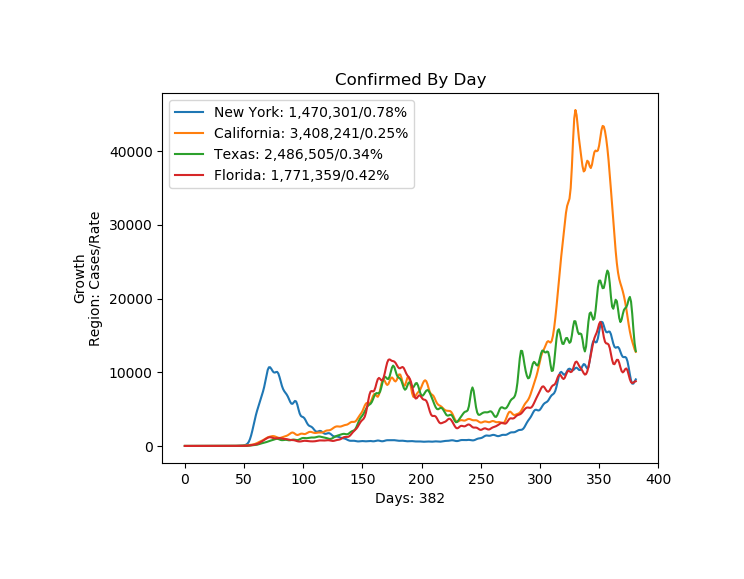 Confirmed By Day
New York: 1,470,301/0.78%
California: 3,408,241/0.25%
Texas: 2,486,505/0.34%
Florida: 1,771,359/0.42%
Growth
Region: Cases/Rate
40000
30000
20000
10000
0
0 50 100 150 200 250 300 350 400
Days: 382